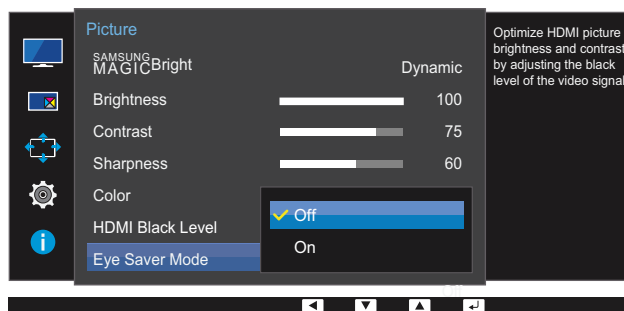 Picture
SAMSUNG
MAGICBright Dynamic
Brightness 100
Contrast 75
Sharpness 60
Color
HDMI Black Level
Eye Saver Mode
Off
On
Off
Optimize HDMI picture
brightness and contrast
by adjusting the black
level of the video signal